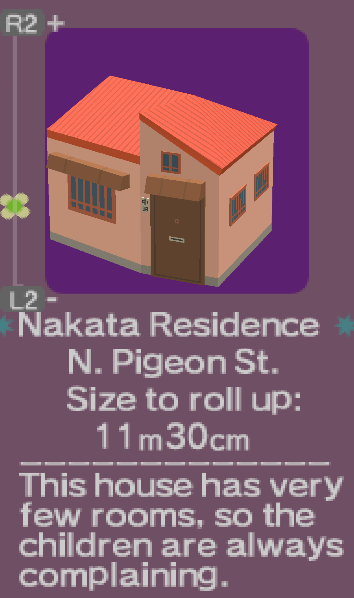 R2 +
L2 -
Nakata Residence
N. Pigeon St.
Size to roll up:
11m30cm
This house has very
few rooms, so the
children are always
complaining.